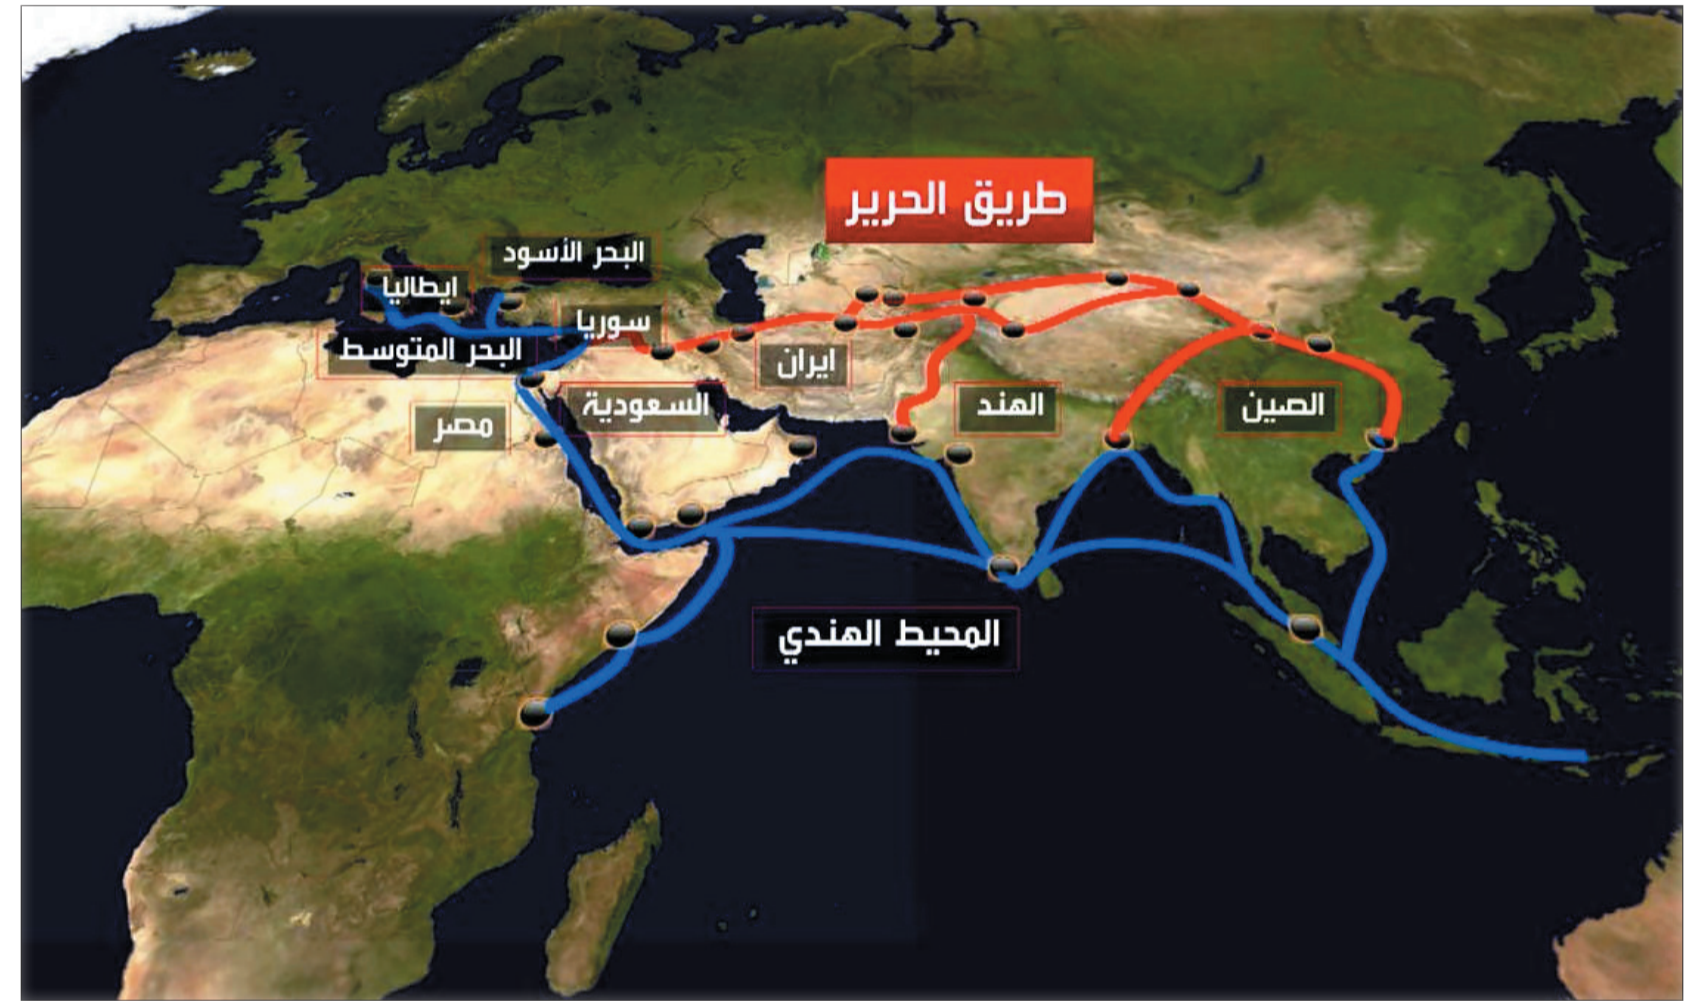 طريق الحرير
البحر الأسود
ايطاليا
سوريا
البحر المتوسط
ايران
السعودية
الهند
الصين
مصر
المحيط الهندي